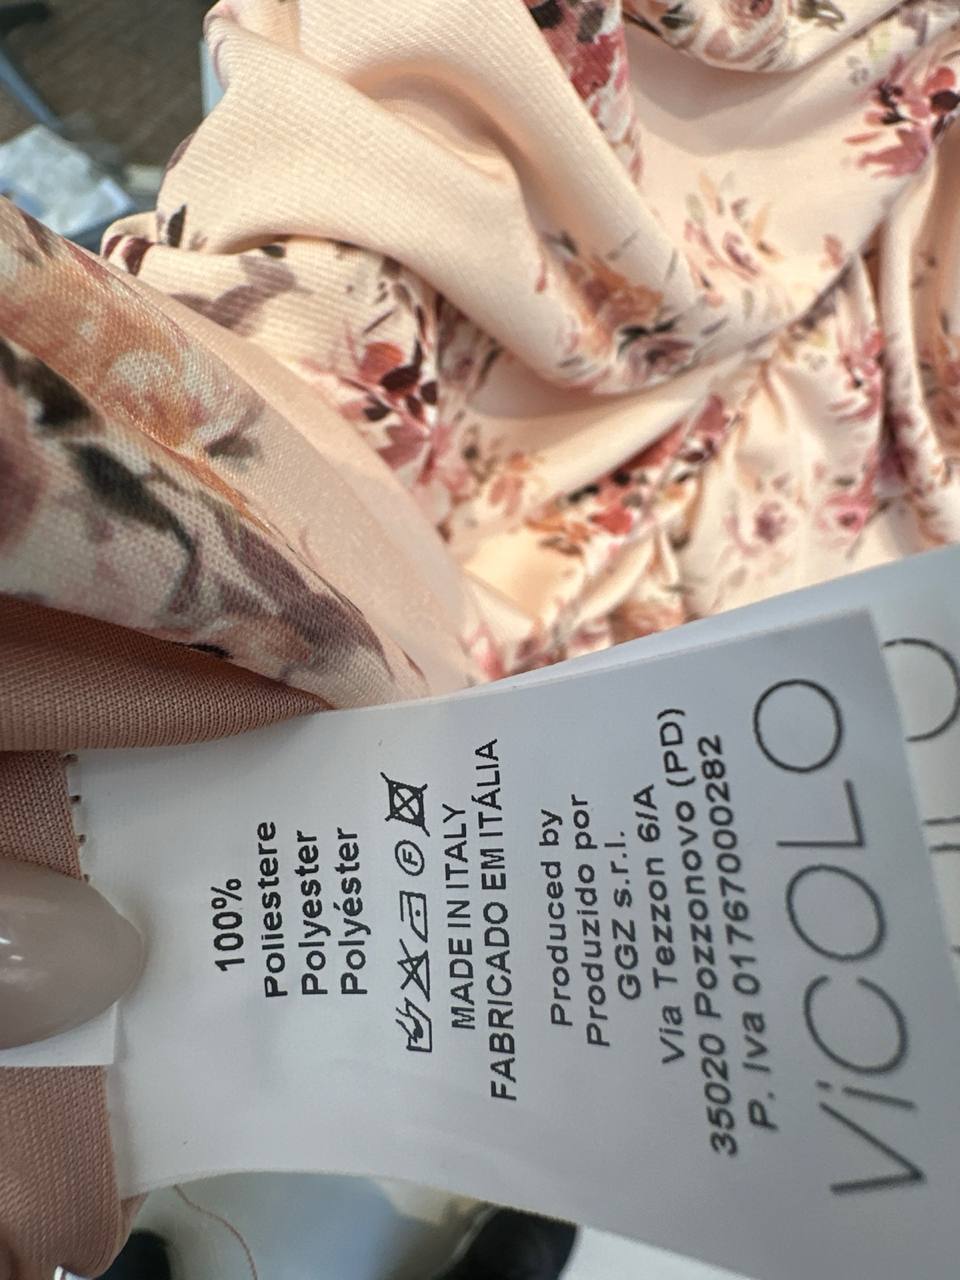 100%
Poliestere
Polyester
Polyéster
F
MADE IN ITALY
FABRICADO EM ITÁLIA
Produced by
Produzido por
GGZ s.r.l.
Via Tezzon 6/A
35020 Pozzonovo (PD)
P. Iva 01767000282
ViCOLO